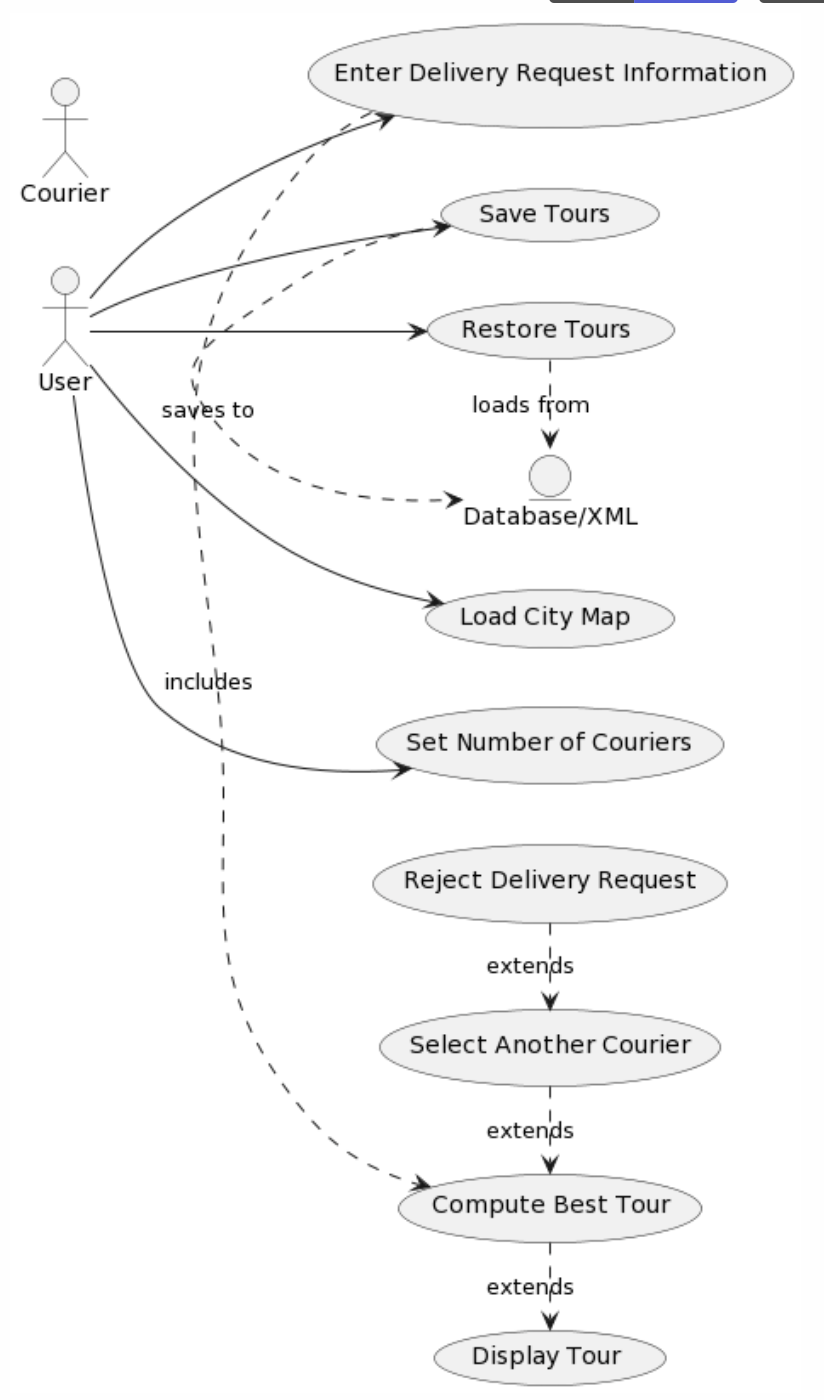 Enter Delivery Request Information
Courier
Save Tours
Restore Tours
User
saves to
loads from
Database/XML
Load City Map
includes
Set Number of Couriers
Reject Delivery Request
extends
Select Another Courier
extends
Compute Best Tour
extends
Display Tour